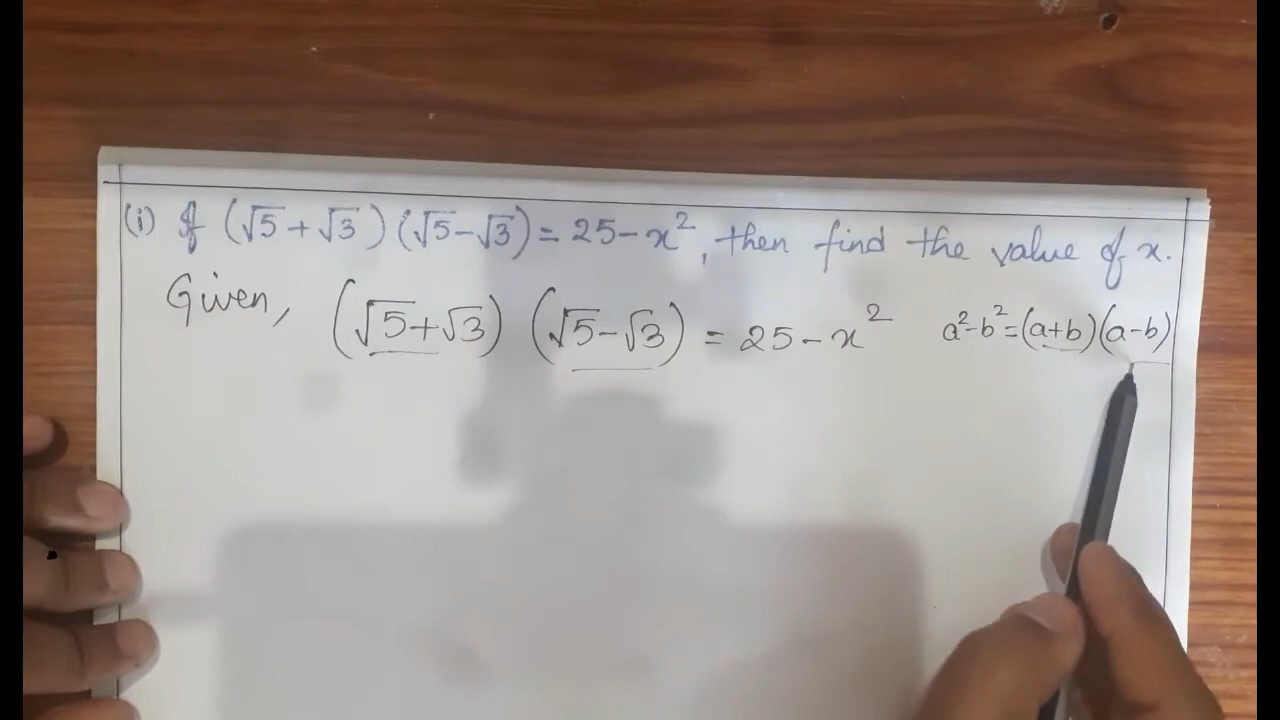 (i) If (√5+√3)(√5-√3)=25-x², then find the value of x.
Given, (√5+√3) (√5-√3) = 25-x² a²-b²=(a+b)(a-b)